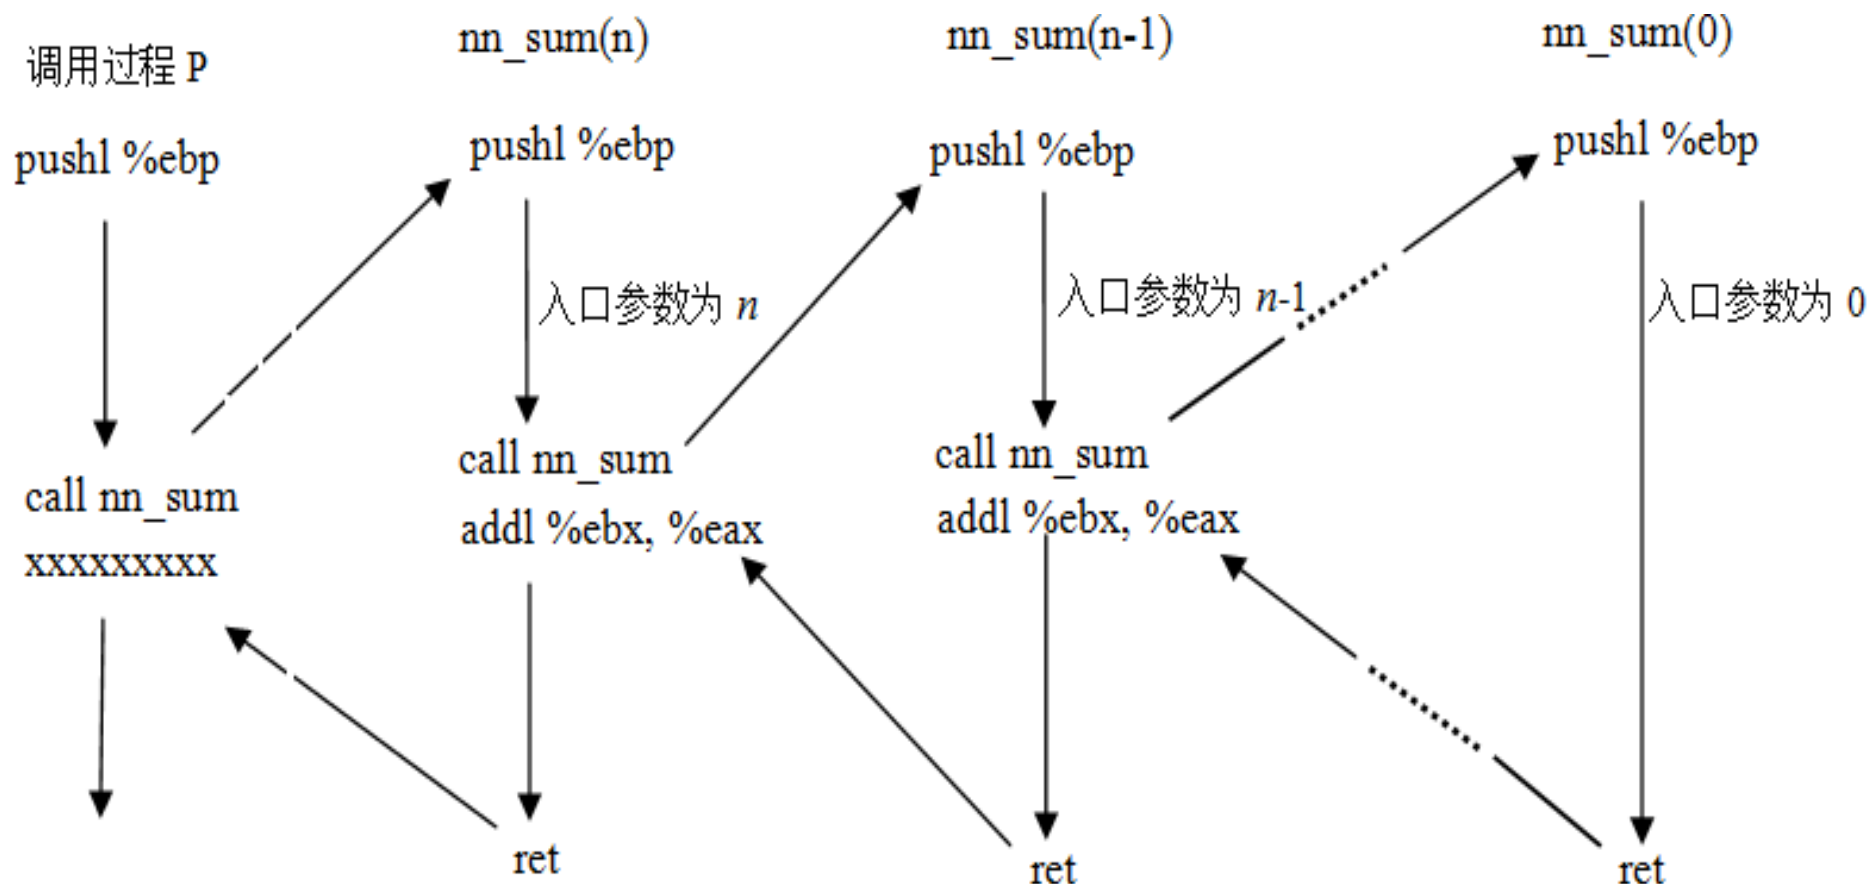 调用过程 P
nn_sum(n)
nn_sum(n-1)
nn_sum(0)
pushl %ebp
pushl %ebp
pushl %ebp
pushl %ebp
入口参数为 n
入口参数为 n-1
入口参数为 0
call nn_sum
xxxxxxxxx
call nn_sum
addl %ebx, %eax
call nn_sum
addl %ebx, %eax
ret
ret
ret